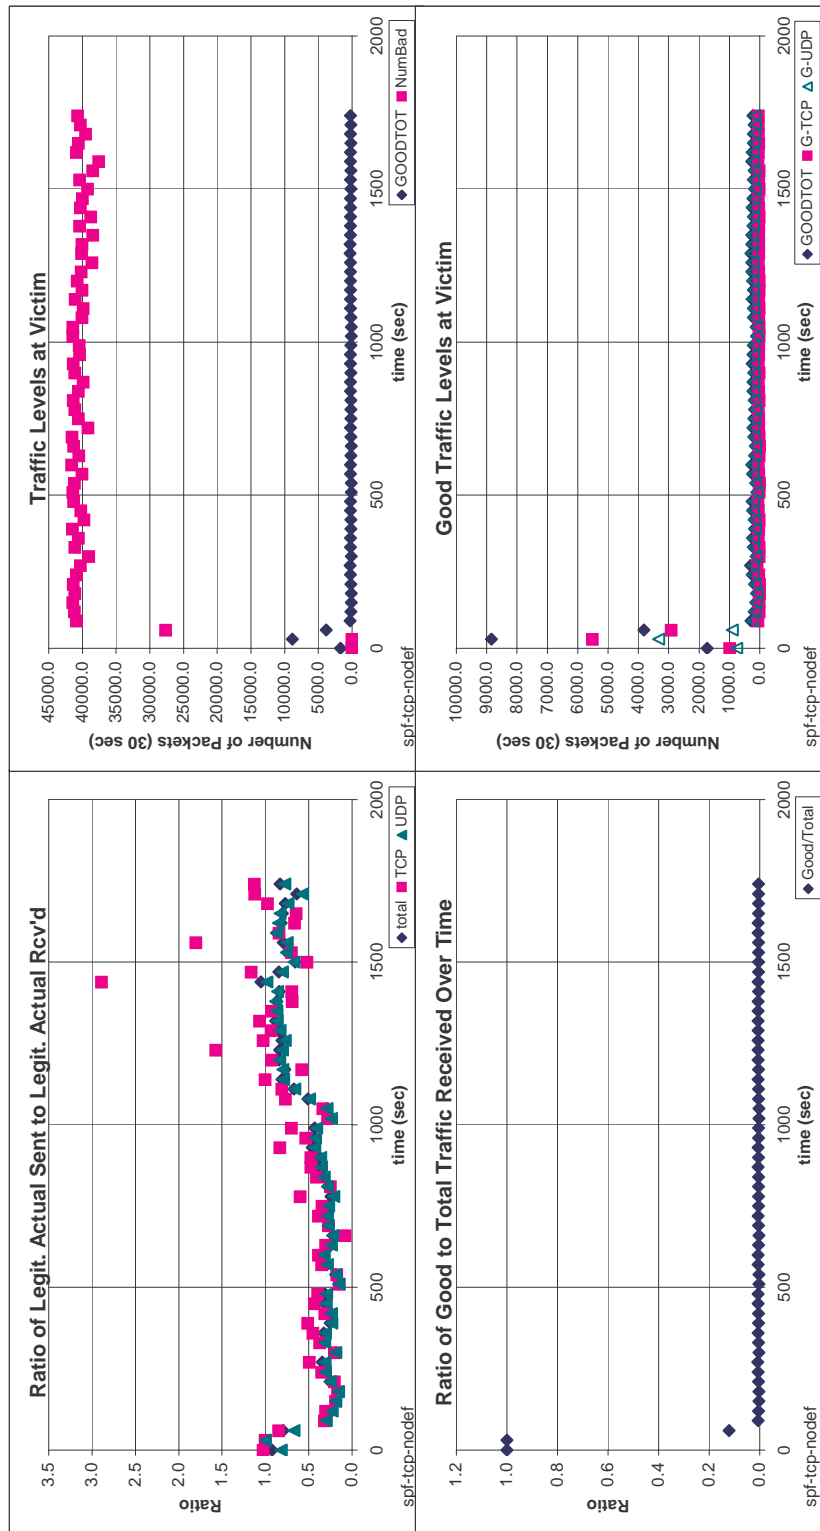 Ratio of Legit. Actual Sent to Legit. Actual Rcv'd
3.5
3.0
2.5
2.0
1.5
1.0
0.5
0.0
Ratio
0
500
1000
1500
2000
time (sec)
spf-tcp-nodef
total TCP UDP
Traffic Levels at Victim
45000.0
40000.0
35000.0
30000.0
25000.0
20000.0
15000.0
10000.0
5000.0
0.0
Number of Packets (30 sec)
0
500
1000
1500
2000
time (sec)
spf-tcp-nodef
GOODTOT NumBad
Ratio of Good to Total Traffic Received Over Time
1.2
1.0
0.8
0.6
0.4
0.2
0.0
Ratio
0
500
1000
1500
2000
time (sec)
spf-tcp-nodef
Good/Total
Good Traffic Levels at Victim
10000.0
9000.0
8000.0
7000.0
6000.0
5000.0
4000.0
3000.0
2000.0
1000.0
0.0
Number of Packets (30 sec)
0
500
1000
1500
2000
time (sec)
spf-tcp-nodef
GOODTOT G-TCP G-UDP